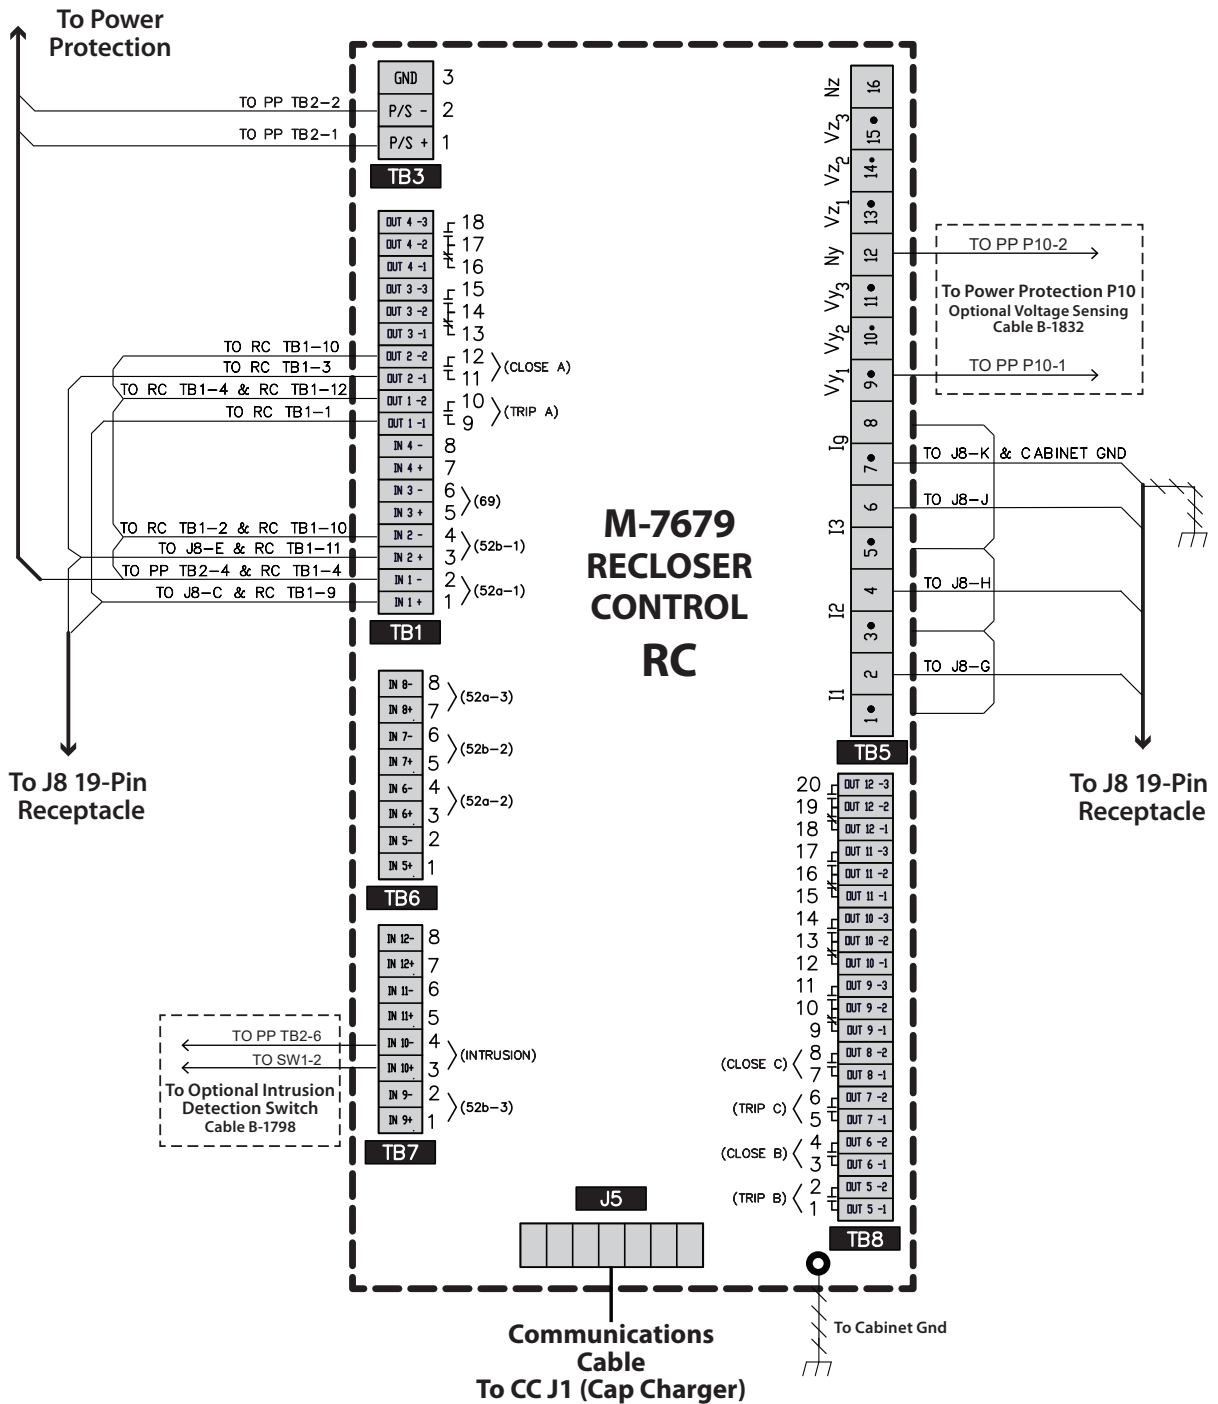 To Power
Protection
TO PP TB2-2
TO PP TB2-1
GND 3
P/S - 2
P/S + 1
TB3
OUT 4 -3 18
OUT 4 -2 17
OUT 4 -1 16
OUT 3 -3 15
OUT 3 -2 14
OUT 3 -1 13
TO RC TB1-10 OUT 2 -2 12
TO RC TB1-3 OUT 2 -1 11
(CLOSE A)
TO RC TB1-4 & RC TB1-12 OUT 1 -2 10
TO RC TB1-1 OUT 1 -1 9
(TRIP A)
IN 4 - 8
IN 4 + 7
IN 3 - 6
IN 3 + 5
(69)
TO RC TB1-2 & RC TB1-10 IN 2 - 4
TO J8-E & RC TB1-11 IN 2 + 3
(52b-1)
TO PP TB2-4 & RC TB1-4 IN 1 - 2
TO J8-C & RC TB1-9 IN 1 + 1
(52a-1)
TB1
To J8 19-Pin
Receptacle
IN 8- 8
IN 8+ 7
(52a-3)
IN 7- 6
IN 7+ 5
(52b-2)
IN 6- 4
IN 6+ 3
(52a-2)
IN 5- 2
IN 5+ 1
TB6
IN 12- 8
IN 12+ 7
IN 11- 6
IN 11+ 5
TO PP TB2-6 IN 10- 4
TO SW1-2 IN 10+ 3
(INTRUSION)
IN 9- 2
IN 9+ 1
(52b-3)
TB7
To Optional Intrusion
Detection Switch
Cable B-1798
M-7679
RECLOSER
CONTROL
RC
Nz 16
Vz3 15
Vz2 14
Vz1 13
Ny 12
Vy3 11
Vy2 10
Vy1 9
8
Ig
7
6
I3
5
4
I2
3
2
I1
1
TB5
TO PP P10-2
To Power Protection P10
Optional Voltage Sensing
Cable B-1832
TO PP P10-1
TO J8-K & CABINET GND
TO J8-J
TO J8-H
TO J8-G
To J8 19-Pin
Receptacle
20 OUT 12 -3
19 OUT 12 -2
18 OUT 12 -1
17 OUT 11 -3
16 OUT 11 -2
15 OUT 11 -1
14 OUT 10 -3
13 OUT 10 -2
12 OUT 10 -1
11 OUT 9 -3
10 OUT 9 -2
9 OUT 9 -1
(CLOSE C)
8 OUT 8 -2
7 OUT 8 -1
(TRIP C)
6 OUT 7 -2
5 OUT 7 -1
(CLOSE B)
4 OUT 6 -2
3 OUT 6 -1
(TRIP B)
2 OUT 5 -2
1 OUT 5 -1
TB8
J5
Communications
Cable
To CC J1 (Cap Charger)
To Cabinet Gnd